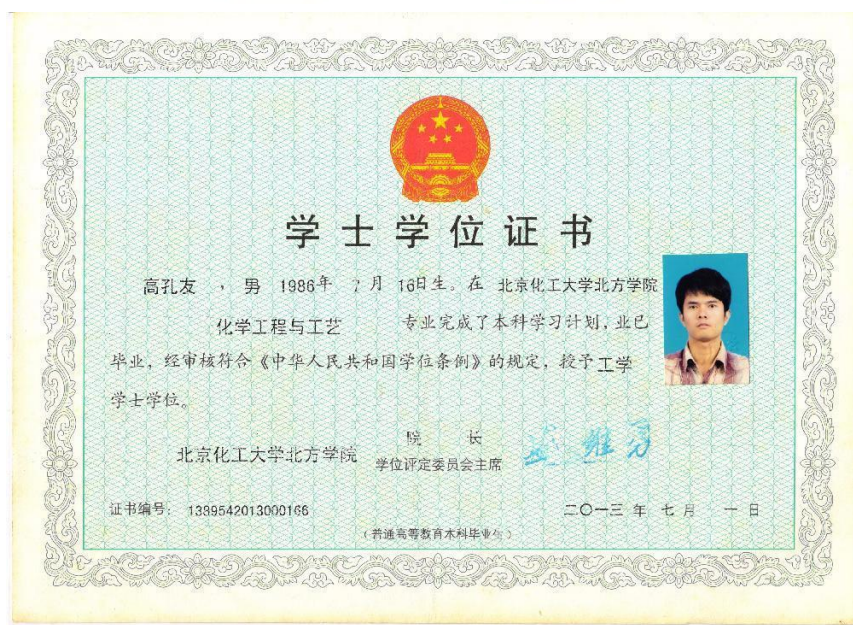 学士学位证书
高孔友 , 男 1986年 7月 16日生。在 北京化工大学北方学院
化学工程与工艺 专业完成了本科学习计划,业已
毕业,经审核符合《中华人民共和国学位条例》的规定,授予工学
学士学位。
院 长
北京化工大学北方学院
学位评定委员会主席
证书编号: 1389542013000166 二〇一三年 七月 一日
(普通高等教育本科毕业生)